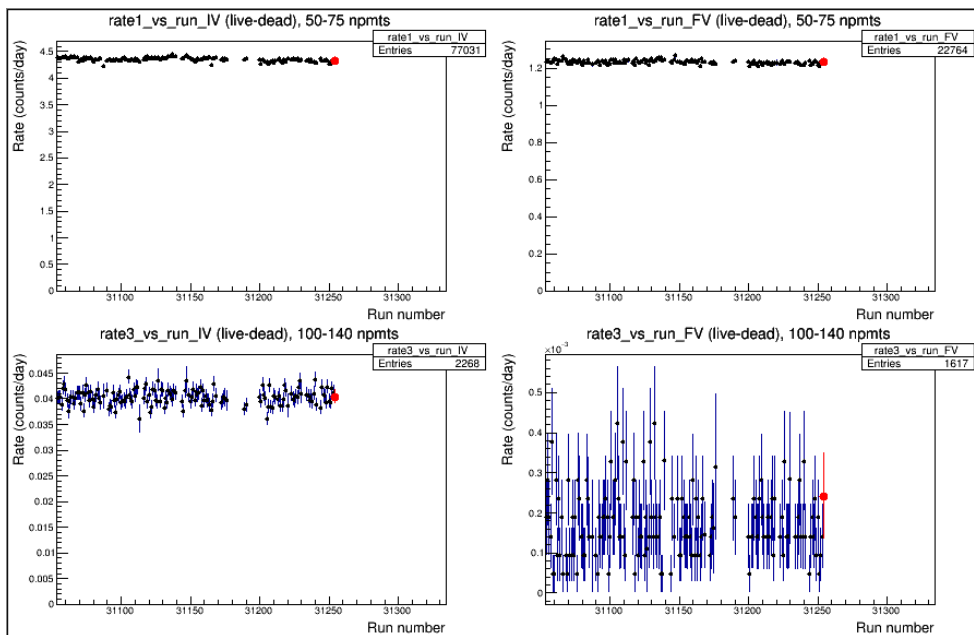 rate1_vs_run_IV (live-dead), 50-75 npmts
rate1_vs_run_IV
Entries 77031
Rate (counts/day)
4.5
4
3.5
3
2.5
2
1.5
1
0.5
0
31100 31150 31200 31250 31300
Run number
rate1_vs_run_FV (live-dead), 50-75 npmts
rate1_vs_run_FV
Entries 22764
Rate (counts/day)
1.2
1
0.8
0.6
0.4
0.2
0
31100 31150 31200 31250 31300
Run number
rate3_vs_run_IV (live-dead), 100-140 npmts
rate3_vs_run_IV
Entries 2268
Rate (counts/day)
0.045
0.04
0.035
0.03
0.025
0.02
0.015
0.01
0.005
0
31100 31150 31200 31250 31300
Run number
rate3_vs_run_FV (live-dead), 100-140 npmts
×10⁻³
rate3_vs_run_FV
Entries 1617
Rate (counts/day)
0.5
0.4
0.3
0.2
0.1
0
31100 31150 31200 31250 31300
Run number